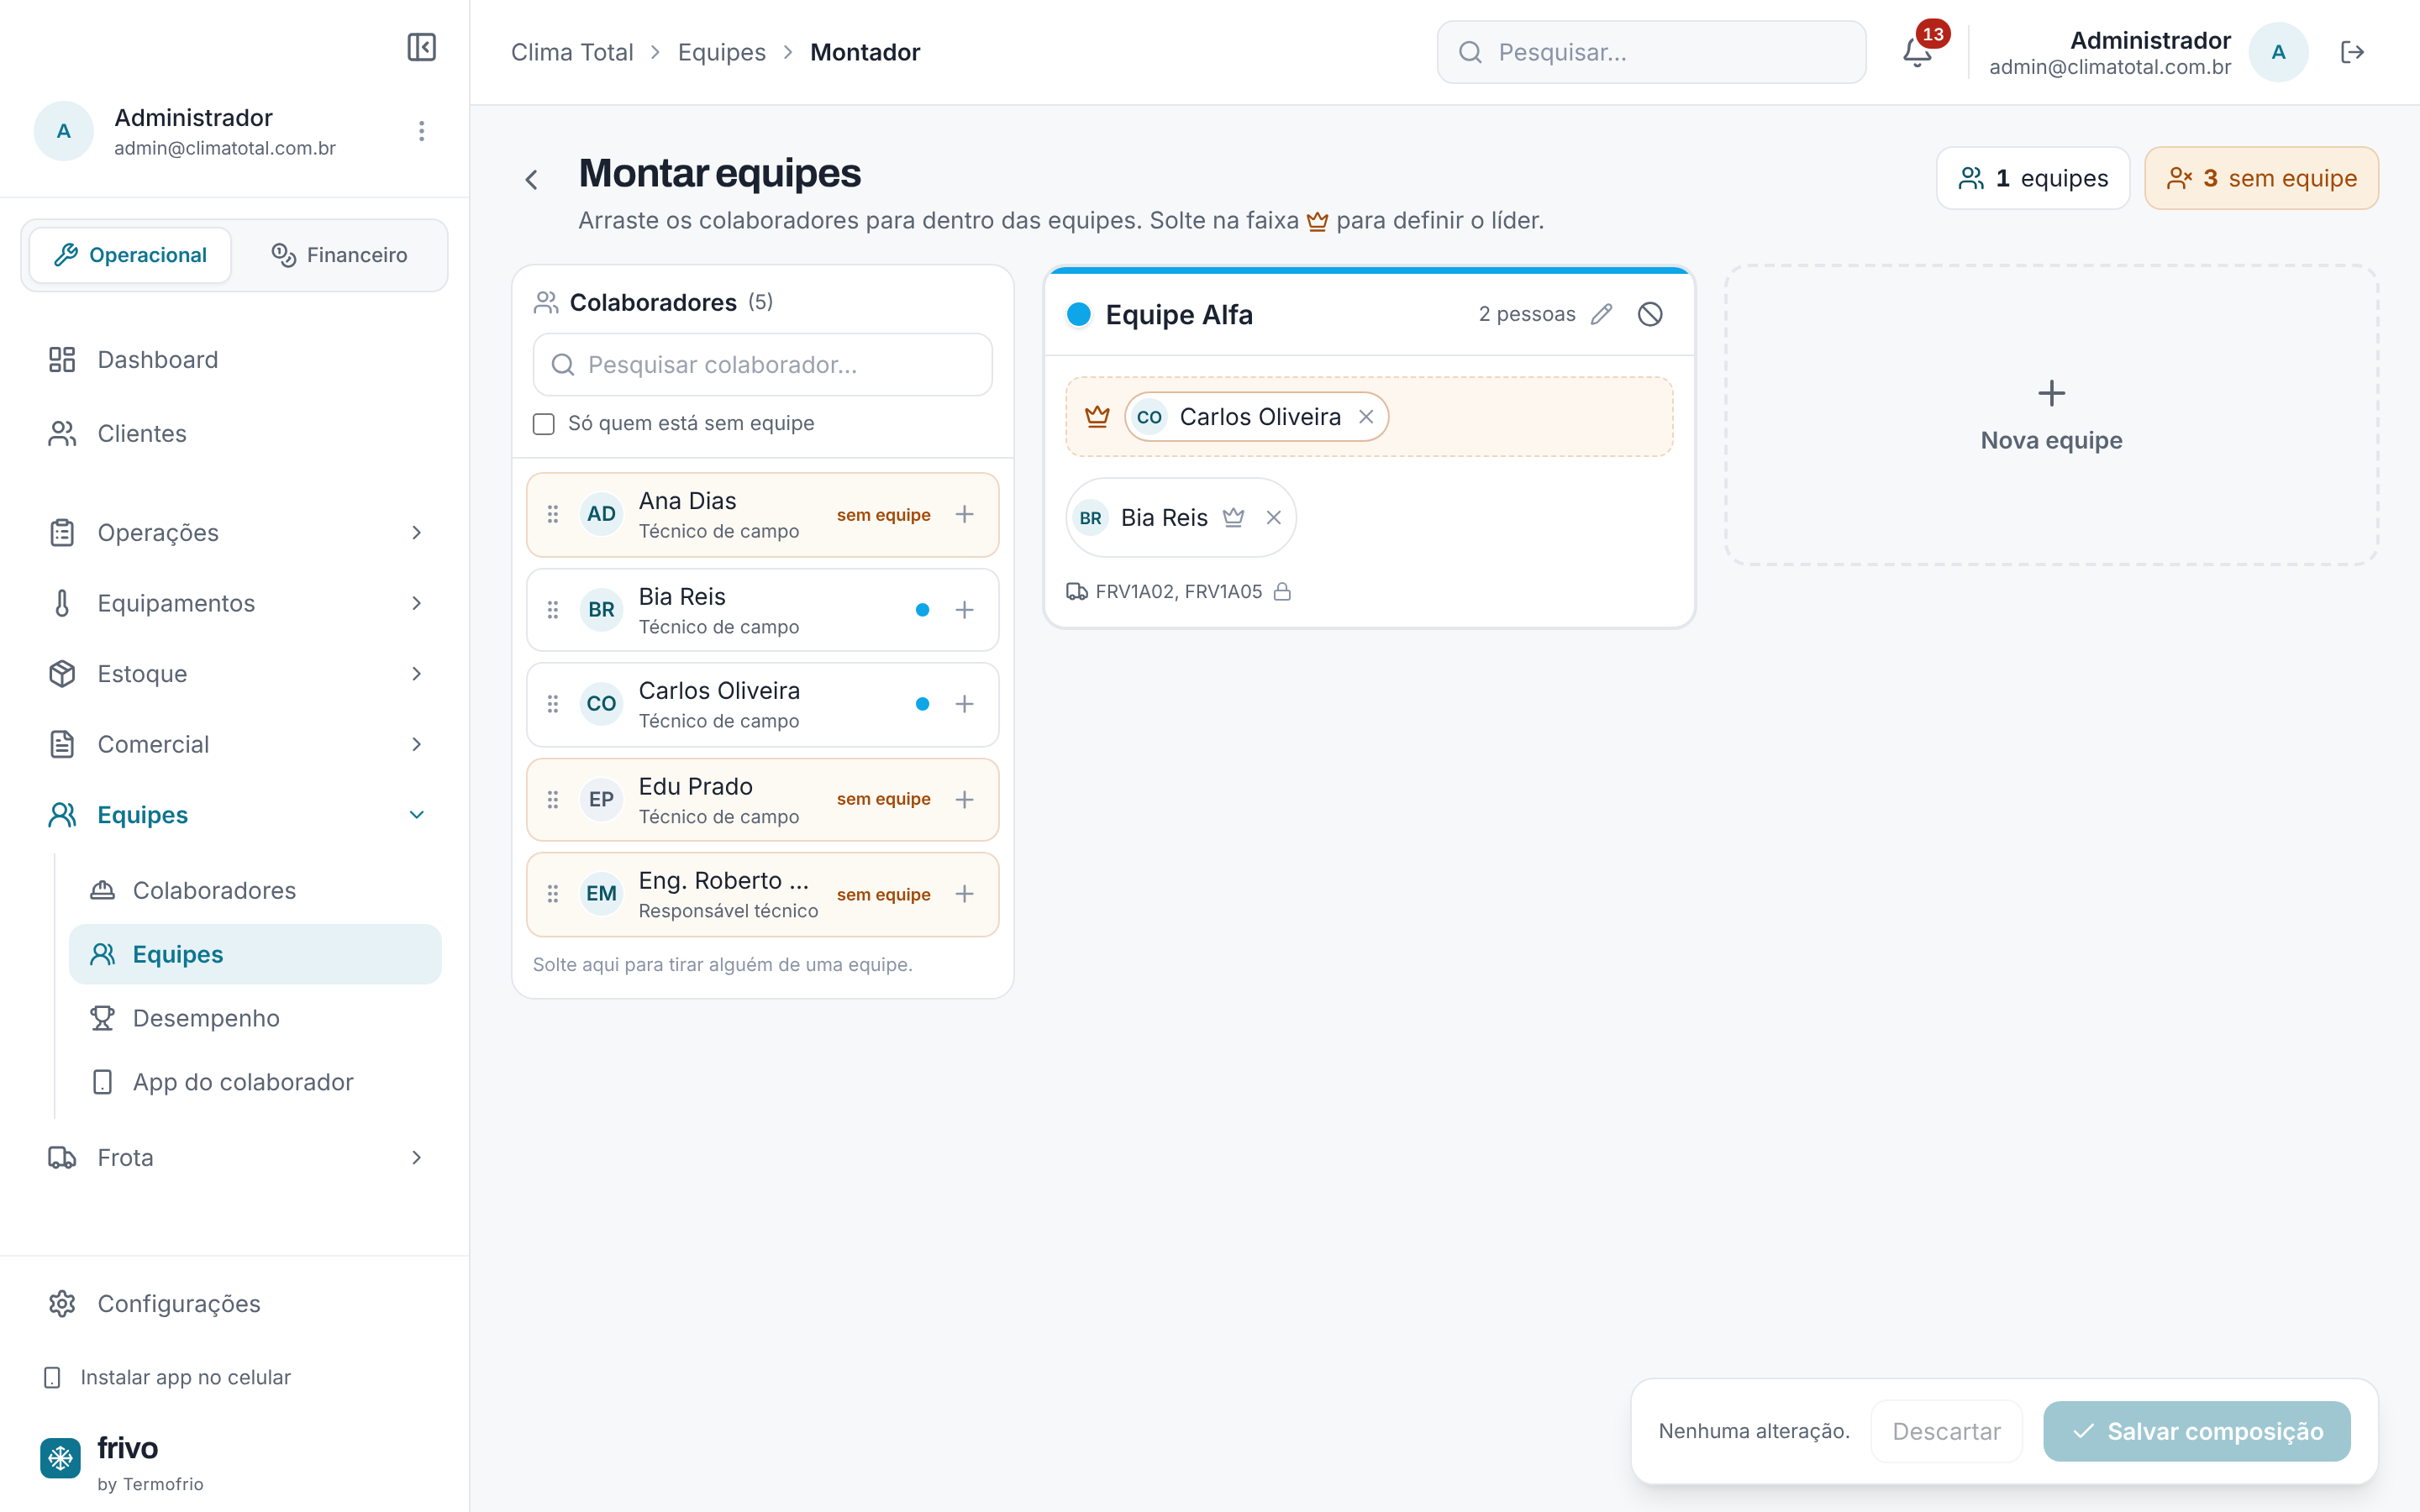 Administrador
admin@climatotal.com.br
A
Operacional
Financeiro
Dashboard
Clientes
Operações
Equipamentos
Estoque
Comercial
Equipes
Colaboradores
Equipes
Desempenho
App do colaborador
Frota
Configurações
Instalar app no celular
frivo
by Termofrio
Clima Total > Equipes > Montador
Pesquisar...
13
Administrador
admin@climatotal.com.br
A
Montar equipes
Arraste os colaboradores para dentro das equipes. Solte na faixa para definir o líder.
1 equipes
3 sem equipe
Colaboradores (5)
Pesquisar colaborador...
Só quem está sem equipe
AD
Ana Dias
Técnico de campo
sem equipe
BR
Bia Reis
Técnico de campo
CO
Carlos Oliveira
Técnico de campo
EP
Edu Prado
Técnico de campo
sem equipe
EM
Eng. Roberto ...
Responsável técnico
sem equipe
Solte aqui para tirar alguém de uma equipe.
Equipe Alfa
2 pessoas
CO Carlos Oliveira
BR Bia Reis
FRV1A02, FRV1A05
Nova equipe
Nenhuma alteração.
Descartar
Salvar composição